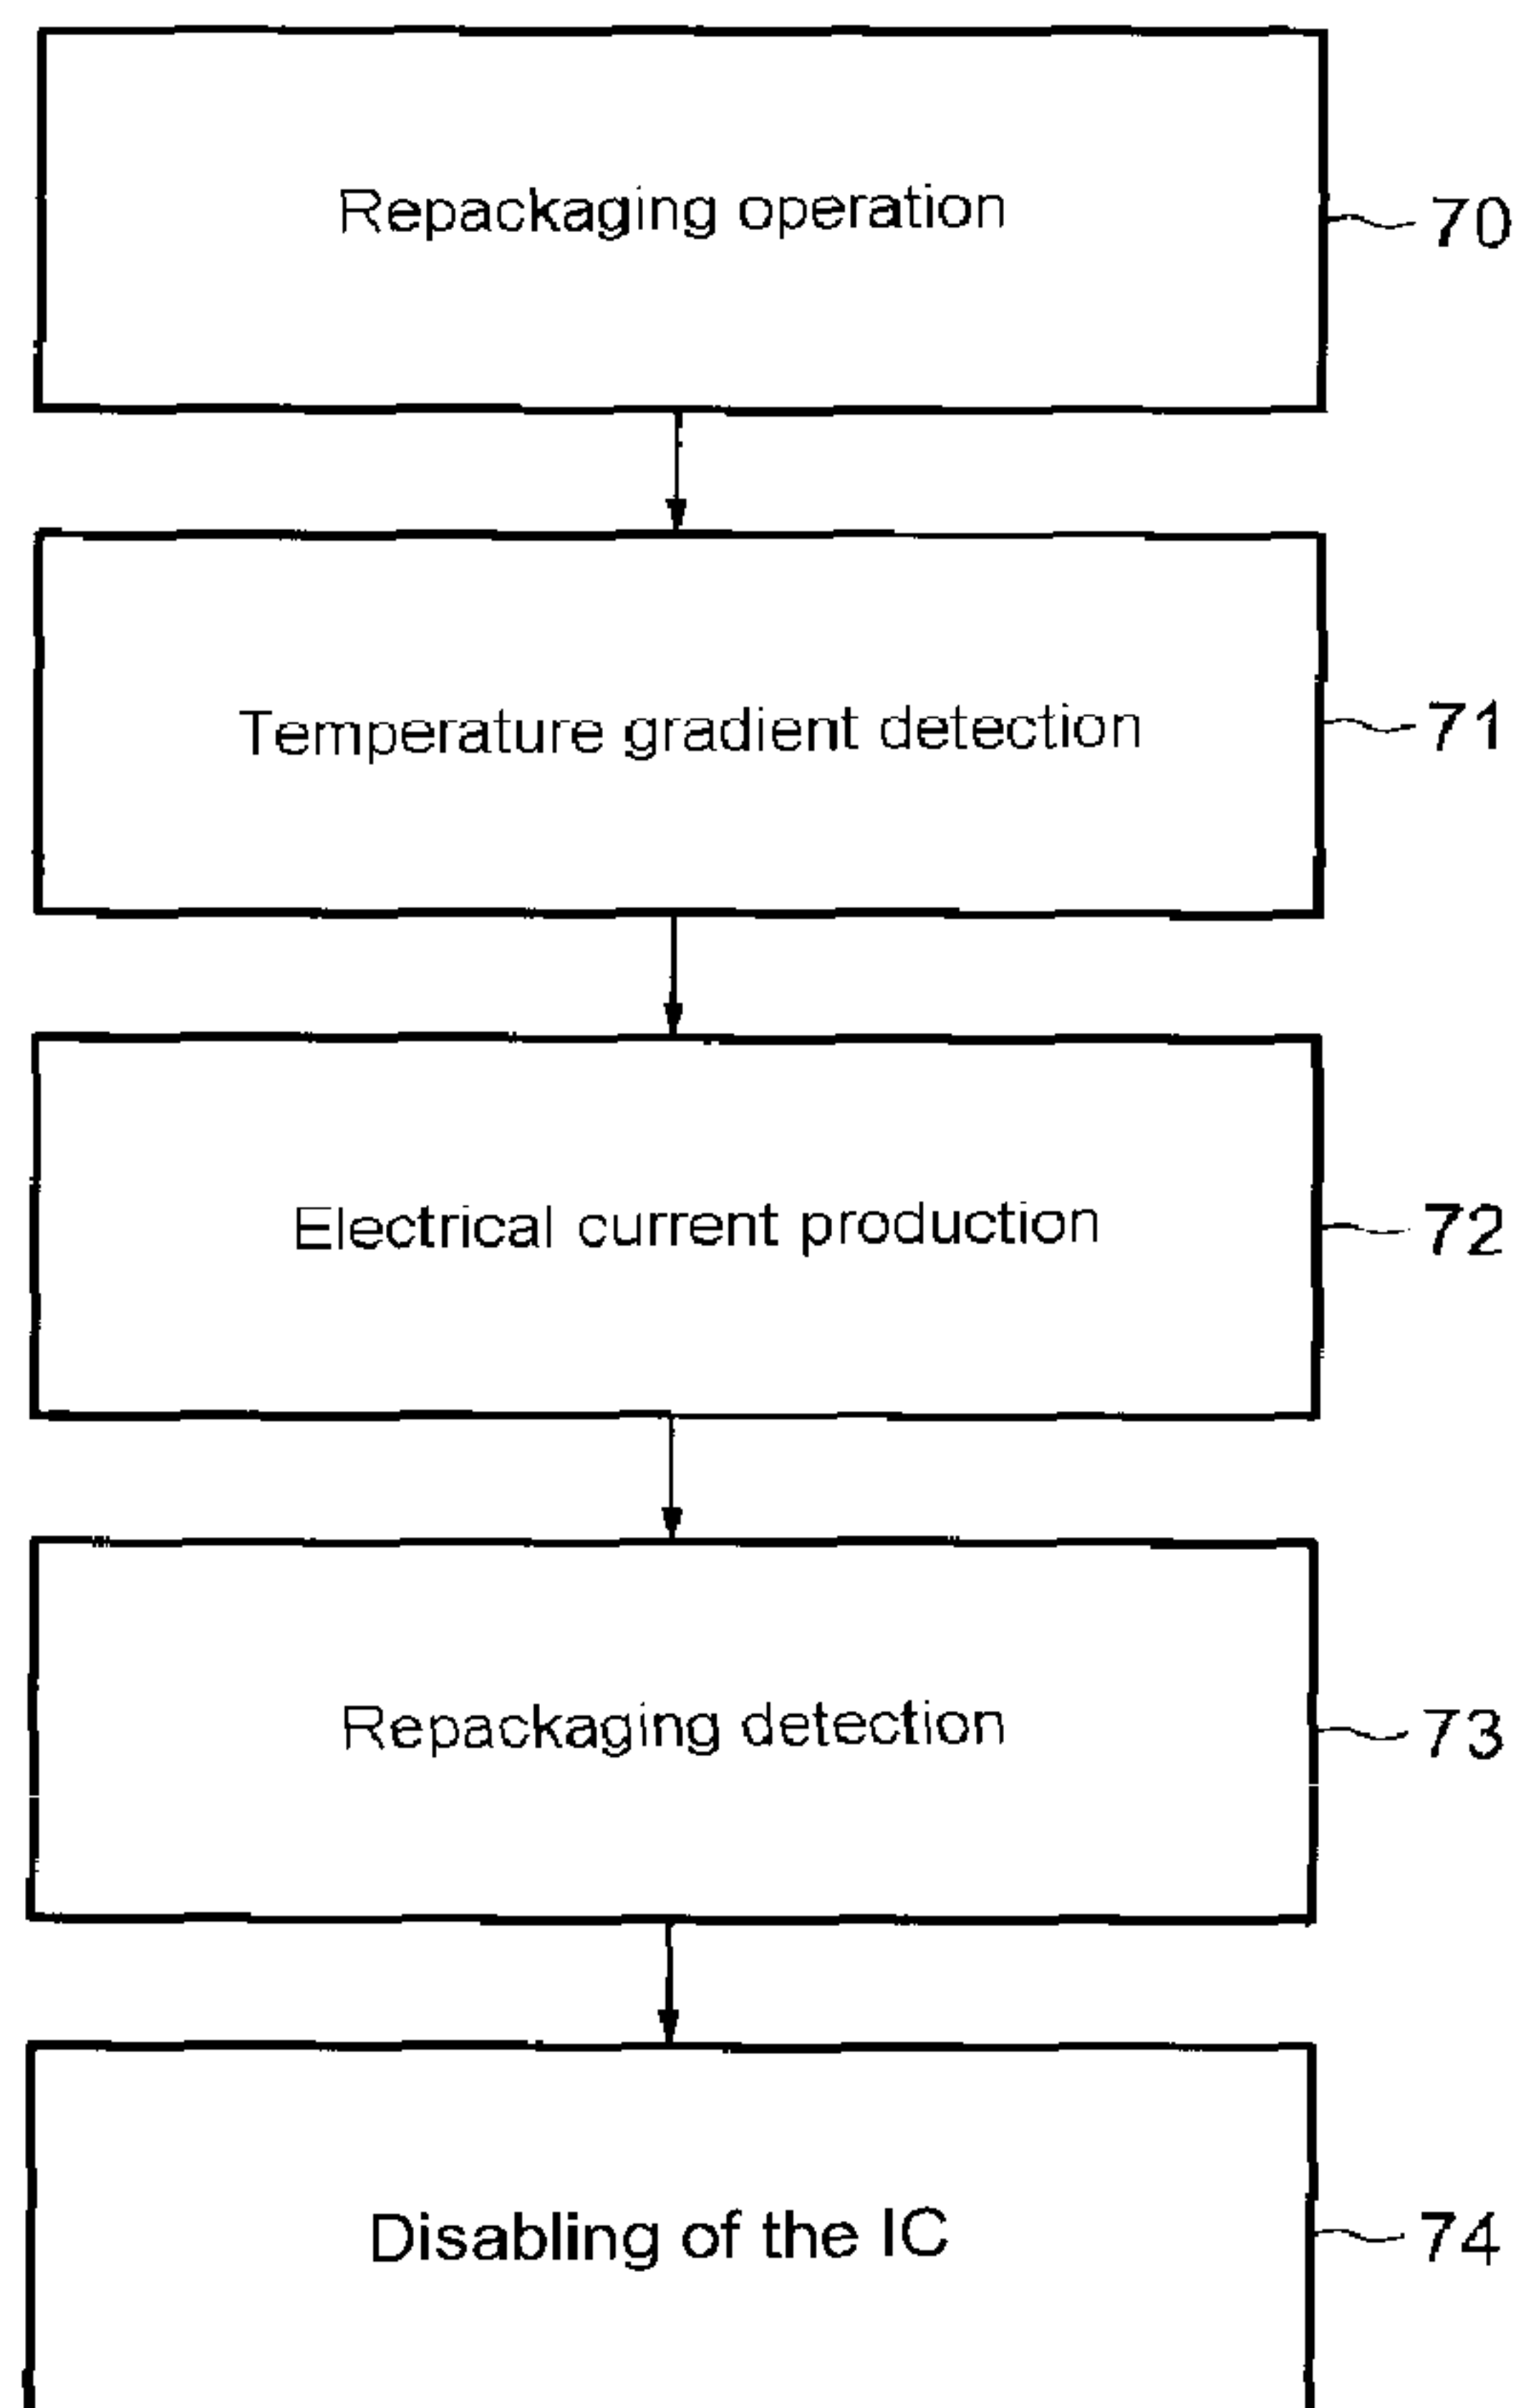 Repackaging operation
70
Temperature gradient detection
71
Electrical current production
72
Repackaging detection
73
Disabling of the IC
74